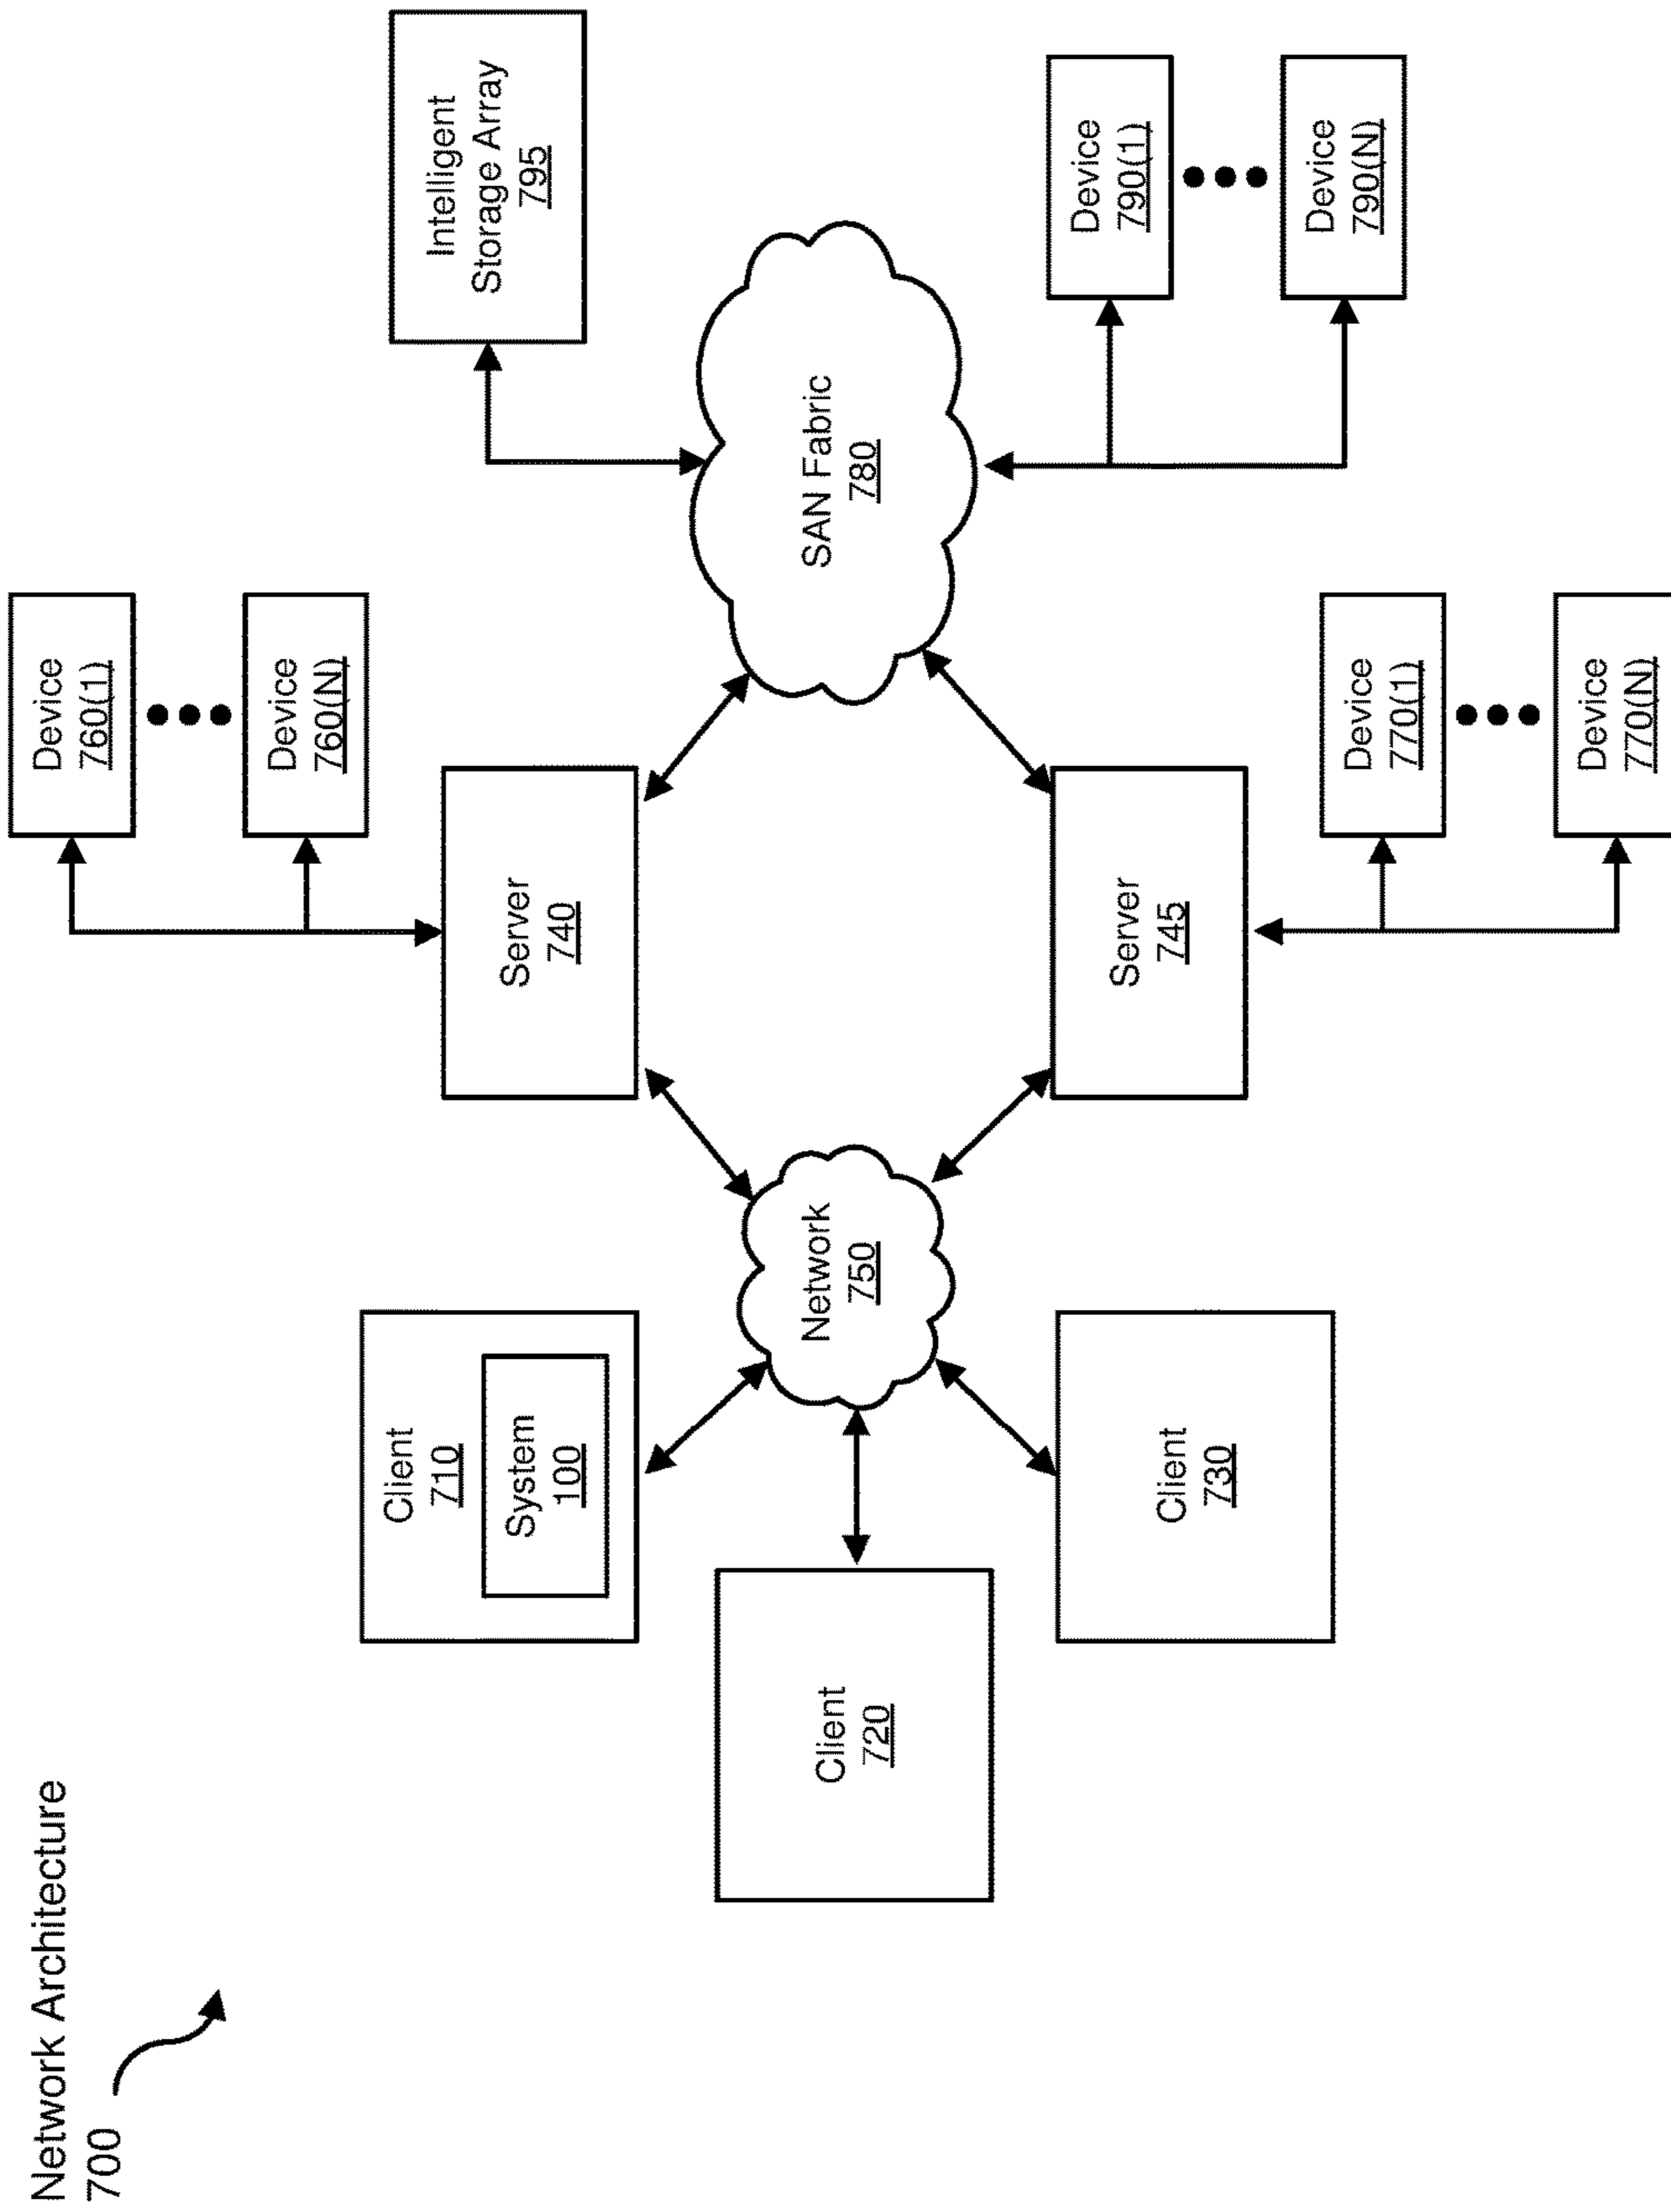 Network Architecture
700
Client
710
System
100
Client
720
Client
730
Network
750
Server
740
Server
745
Device
760(1)
Device
760(N)
Device
770(1)
Device
770(N)
SAN Fabric
780
Intelligent
Storage Array
795
Device
790(1)
Device
790(N)